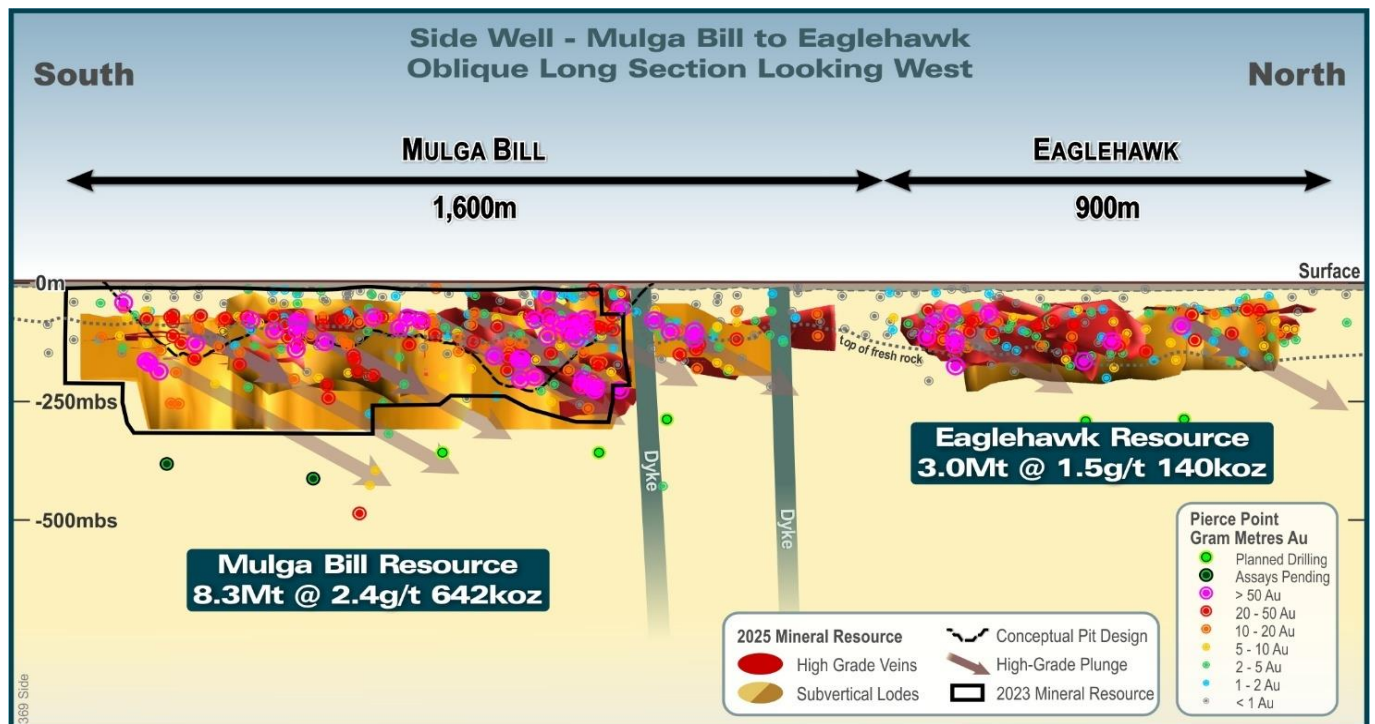 Side Well - Mulga Bill to Eaglehawk
Oblique Long Section Looking West
South
North
MULGA BILL
EAGLEHAWK
1,600m
900m
Surface
0m
top of fresh rock
-250mbs
Eaglehawk Resource
3.0Mt @ 1.5g/t 140koz
Dyke
Dyke
-500mbs
Mulga Bill Resource
8.3Mt @ 2.4g/t 642koz
Pierce Point
Gram Metres Au
Planned Drilling
Assays Pending
> 50 Au
20 - 50 Au
10 - 20 Au
5 - 10 Au
2 - 5 Au
1 - 2 Au
< 1 Au
2025 Mineral Resource
High Grade Veins
Subvertical Lodes
Conceptual Pit Design
High-Grade Plunge
2023 Mineral Resource
369 Side